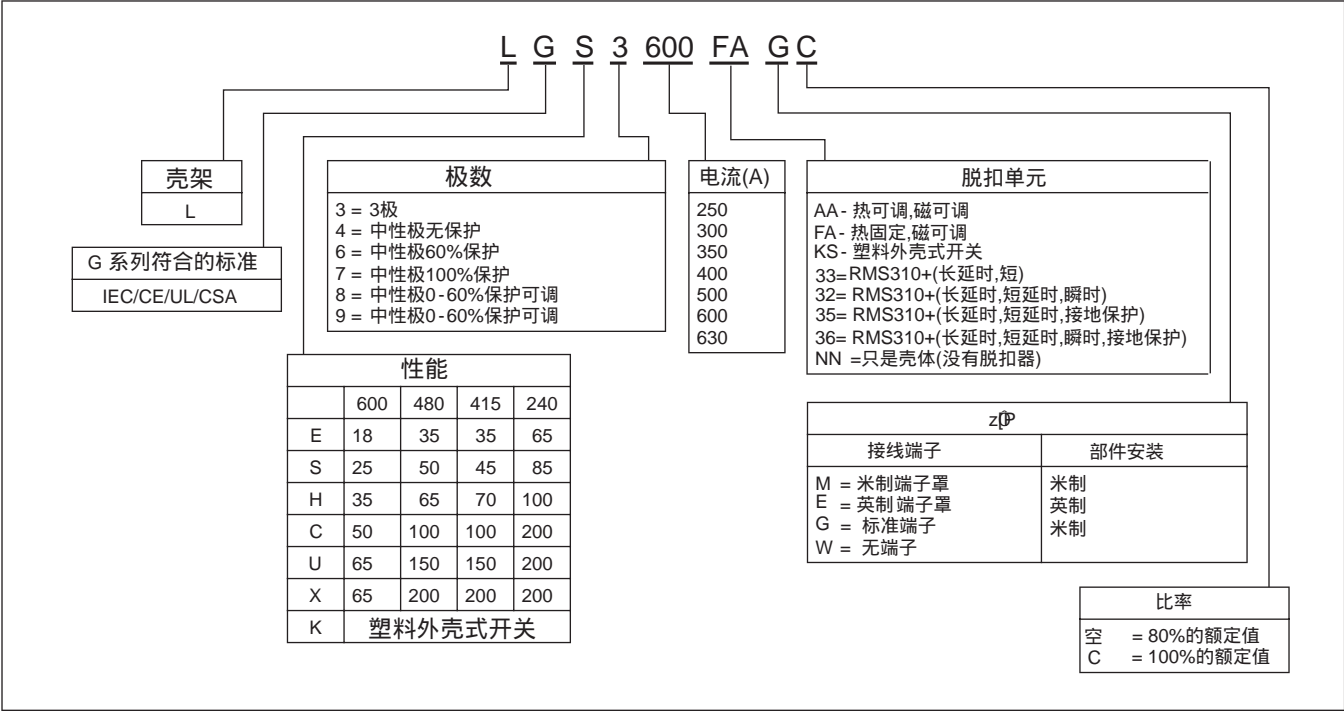 L G S 3 600 FA G C
壳架
L
G 系列符合的标准
IEC/CE/UL/CSA
极数
3 = 3极
4 = 中性极无保护
6 = 中性极60%保护
7 = 中性极100%保护
8 = 中性极0-60%保护可调
9 = 中性极0-60%保护可调
电流(A)
250
300
350
400
500
600
630
脱扣单元
AA- 热可调,磁可调
FA- 热固定,磁可调
KS- 塑料外壳式开关
33=RMS310+(长延时,短)
32= RMS310+(长延时,短延时,瞬时)
35= RMS310+(长延时,短延时,接地保护)
36= RMS310+(长延时,短延时,瞬时,接地保护)
NN =只是壳体(没有脱扣器)
性能
600 480 415 240
E 18 35 35 65
S 25 50 45 85
H 35 65 70 100
C 50 100 100 200
U 65 150 150 200
X 65 200 200 200
K 塑料外壳式开关
接线端子 部件安装
M = 米制端子罩 米制
E = 英制端子罩 英制
G = 标准端子 米制
W = 无端子
比率
空 = 80%的额定值
C = 100%的额定值